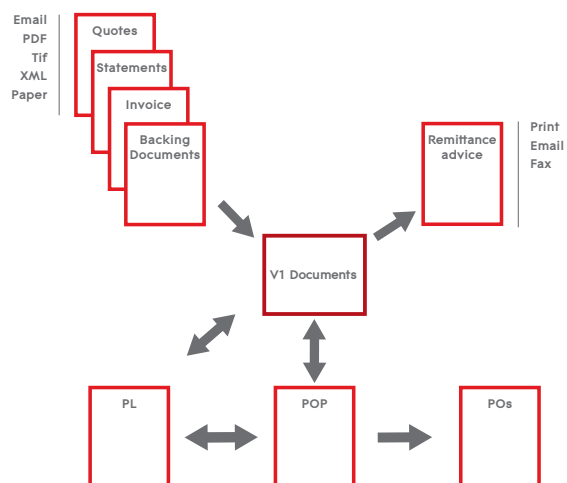 Email
PDF
Tif
XML
Paper
Quotes
Statements
Invoice
Backing
Documents
Remittance
advice
Print
Email
Fax
V1 Documents
PL
POP
POs